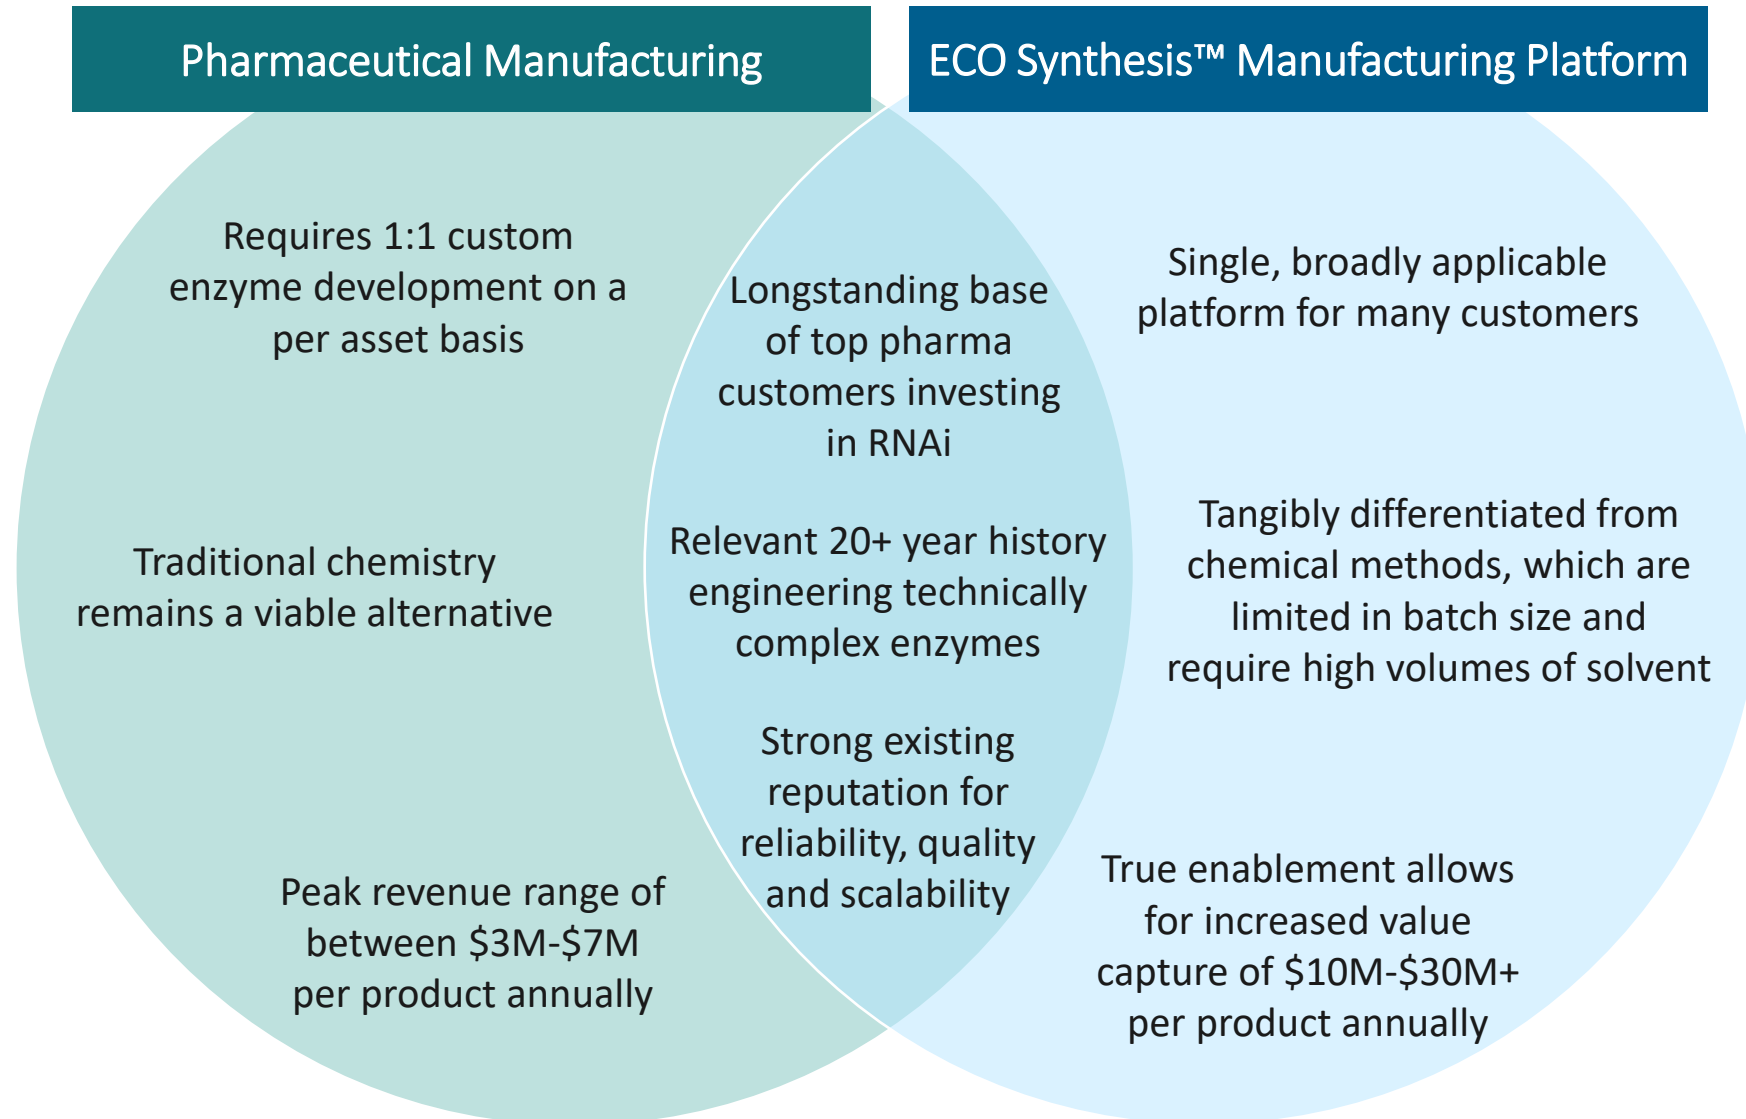 Pharmaceutical Manufacturing
ECO Synthesis™ Manufacturing Platform
Requires 1:1 custom
enzyme development on a
per asset basis
Traditional chemistry
remains a viable alternative
Peak revenue range of
between $3M-$7M
per product annually
Longstanding base
of top pharma
customers investing
in RNAi
Relevant 20+ year history
engineering technically
complex enzymes
Strong existing
reputation for
reliability, quality
and scalability
Single, broadly applicable
platform for many customers
Tangibly differentiated from
chemical methods, which are
limited in batch size and
require high volumes of solvent
True enablement allows
for increased value
capture of $10M-$30M+
per product annually